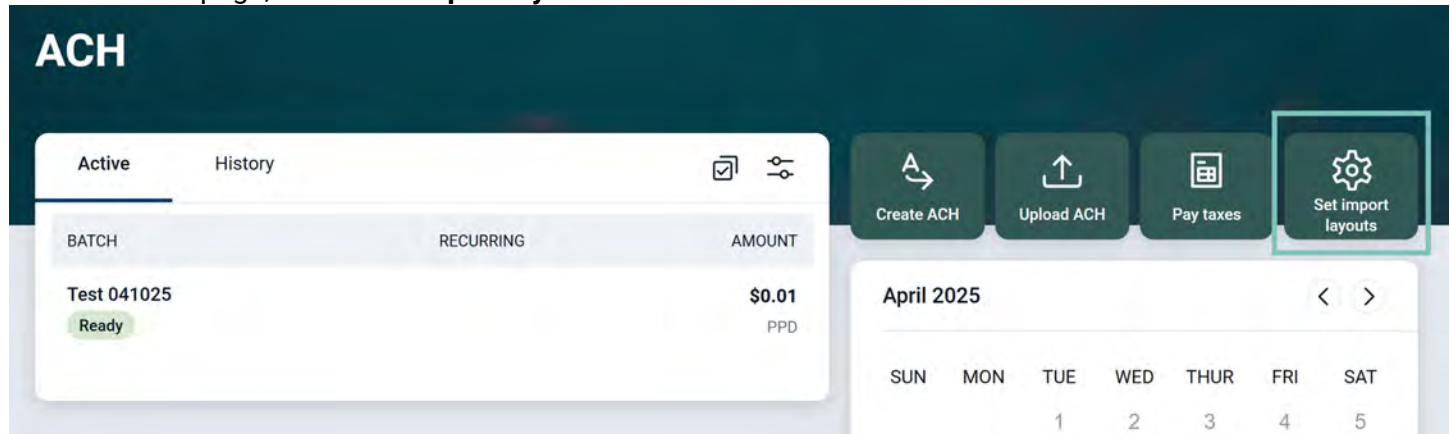 ACH
Active History
BATCH RECURRING AMOUNT
Test 041025 $0.01
Ready PPD
Create ACH
Upload ACH
Pay taxes
Set import
layouts
April 2025
SUN MON TUE WED THUR FRI SAT
1 2 3 4 5